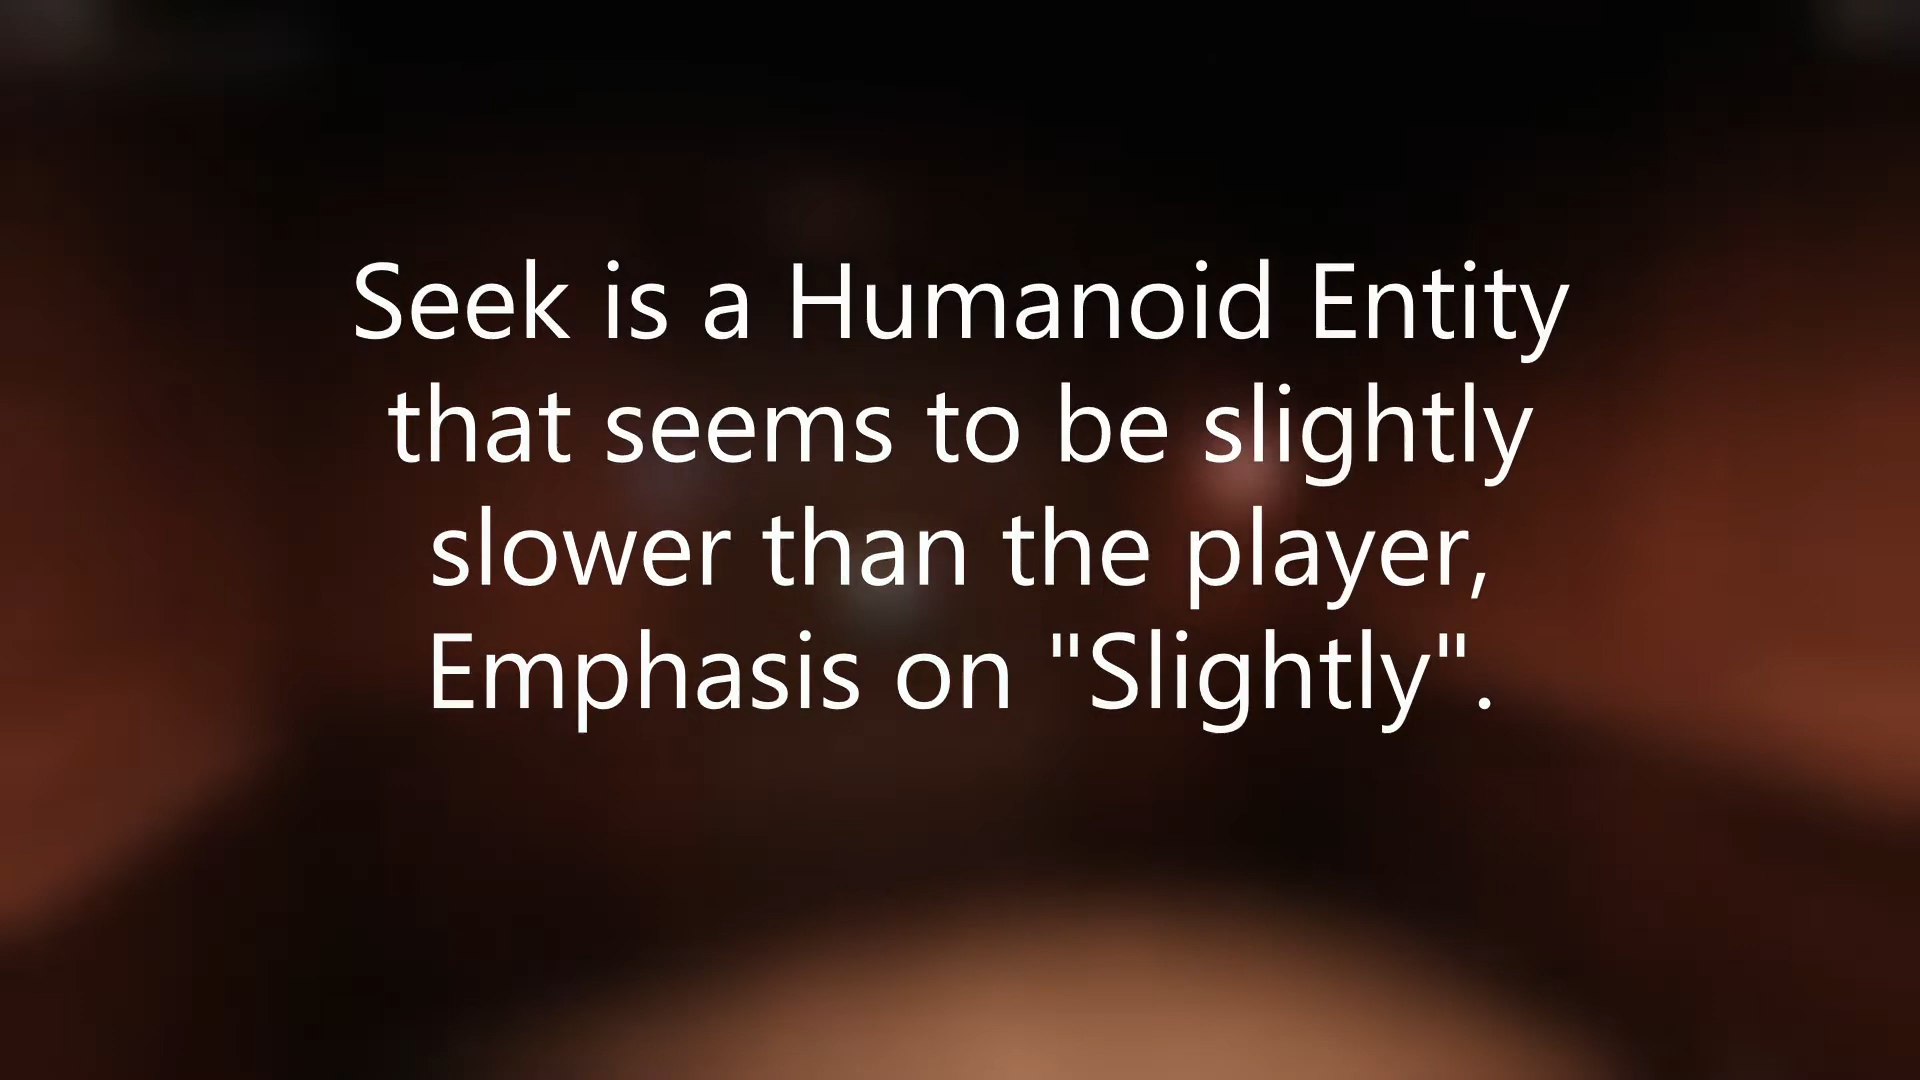 Seek is a Humanoid Entity
that seems to be slightly
slower than the player,
Emphasis on "Slightly".